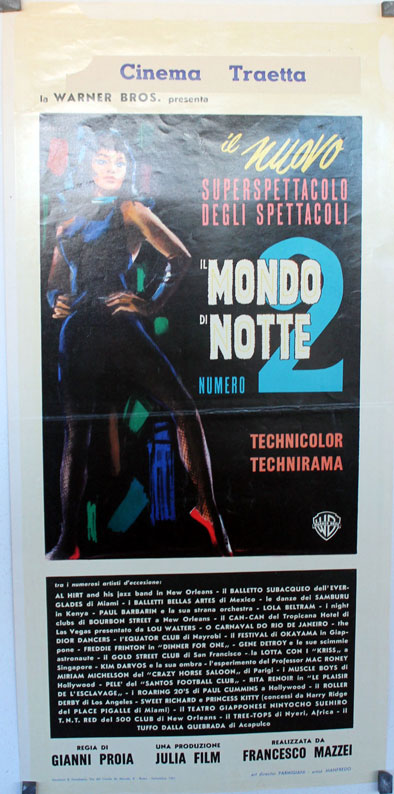 Cinema Traetta
la WARNER BROS. presenta
il nuovo
SUPERSPETTACOLO
DEGLI SPETTACOLI
IL
MONDO
DI NOTTE
NUMERO 2
TECHNICOLOR
TECHNIRAMA
WB
tra i numerosi artisti d'eccezione:
AL HIRT and his jazz band in New Orleans - il BALLETTO SUBACQUEO dell'EVER-
GLADES di Miami - i BALLETTI BELLAS ARTES di Mexico - le danze dei SAMBURU
in Kenoya - PAUL BARBARIN e la sua strana orchestra - LOLA BELTRAM - i night
clubs di BOURBON STREET a New Orleans - il CAN-CAN del Tropicana Hotel di
Las Vegas presentato de LOU WALTERS - O CARNAVAL DO RIO DE JANEIRO - the
DIOR DANCERS - l'EQUATOR CLUB di Nayrobi - il FESTIVAL di OKAYAMA in Giap-
pone - FREDDIE FRINTON in "DINNER FOR ONE" - GENE DETROY e le sue scimmie
astronaute - il GOLD STREET CLUB di San Francisco - la LOTTA CON I "KRISS" a
Singapore - KIM DARVOS e la sua ombra - l'esperimento del Professor MAC RONEY
MIRIAM MICHELSON del "CRAZY HORSE SALOON" di Parigi - i MUSCLE BOYS di
Hollywood - PELE' del "SANTOS FOOTBALL CLUB" - RITA RENOIR in "LE PLAISIR
DE L'ESCLAVAGE" - i ROARING 20'S di PAUL CUMMINS a Hollywood - il ROLLER
DERBY di Los Angeles - SWEET RICHARD e PRINCESS KITTY (concessi da Harry Ridge
del PLACE PIGALLE di Miami) - IL TEATRO GIAPPONESE NINYOCHO SUEHIRO
T.N.T. RED del 500 CLUB di New Orleans - il TREE-TOPS di Nyeri, Africa - il
TUFFO DALLA QUEBRADA di Acapulco
REGIA DI
GIANNI PROIA
UNA PRODUZIONE
JULIA FILM
REALIZZATA DA
FRANCESCO MAZZEI